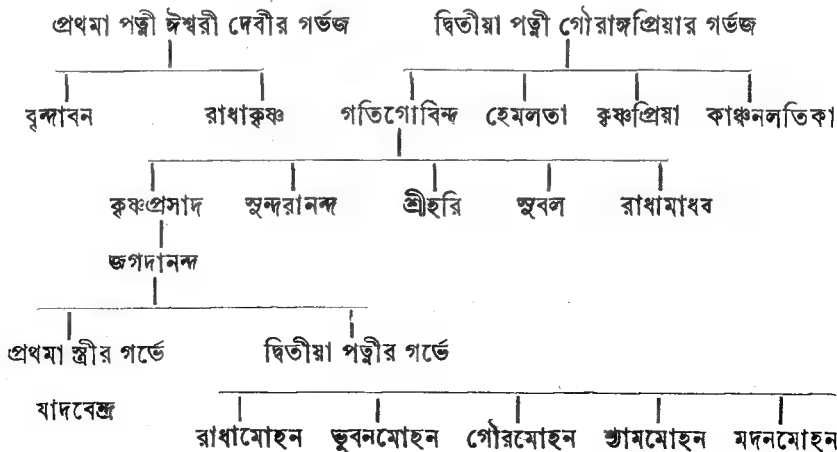 প্রথমা পত্নী ঈশ্বরী দেবীর গর্ভজ দ্বিতীয়া পত্নী গৌরাঙ্গপ্রিয়ার গর্ভজ
বৃন্দাবন রাধাকৃষ্ণ গতিগোবিন্দ হেমলতা কৃষ্ণপ্রিয়া কাঞ্চনলতিকা
কৃষ্ণপ্রসাদ সুন্দরানন্দ শ্রীহরি সুবল রাধামাধব
জগদানন্দ
প্রথমা স্ত্রীর গর্ভে দ্বিতীয়া পত্নীর গর্ভে
যাদবেন্দ্র
রাধামোহন ভুবনমোহন গৌরমোহন শ্যামমোহন মদনমোহন